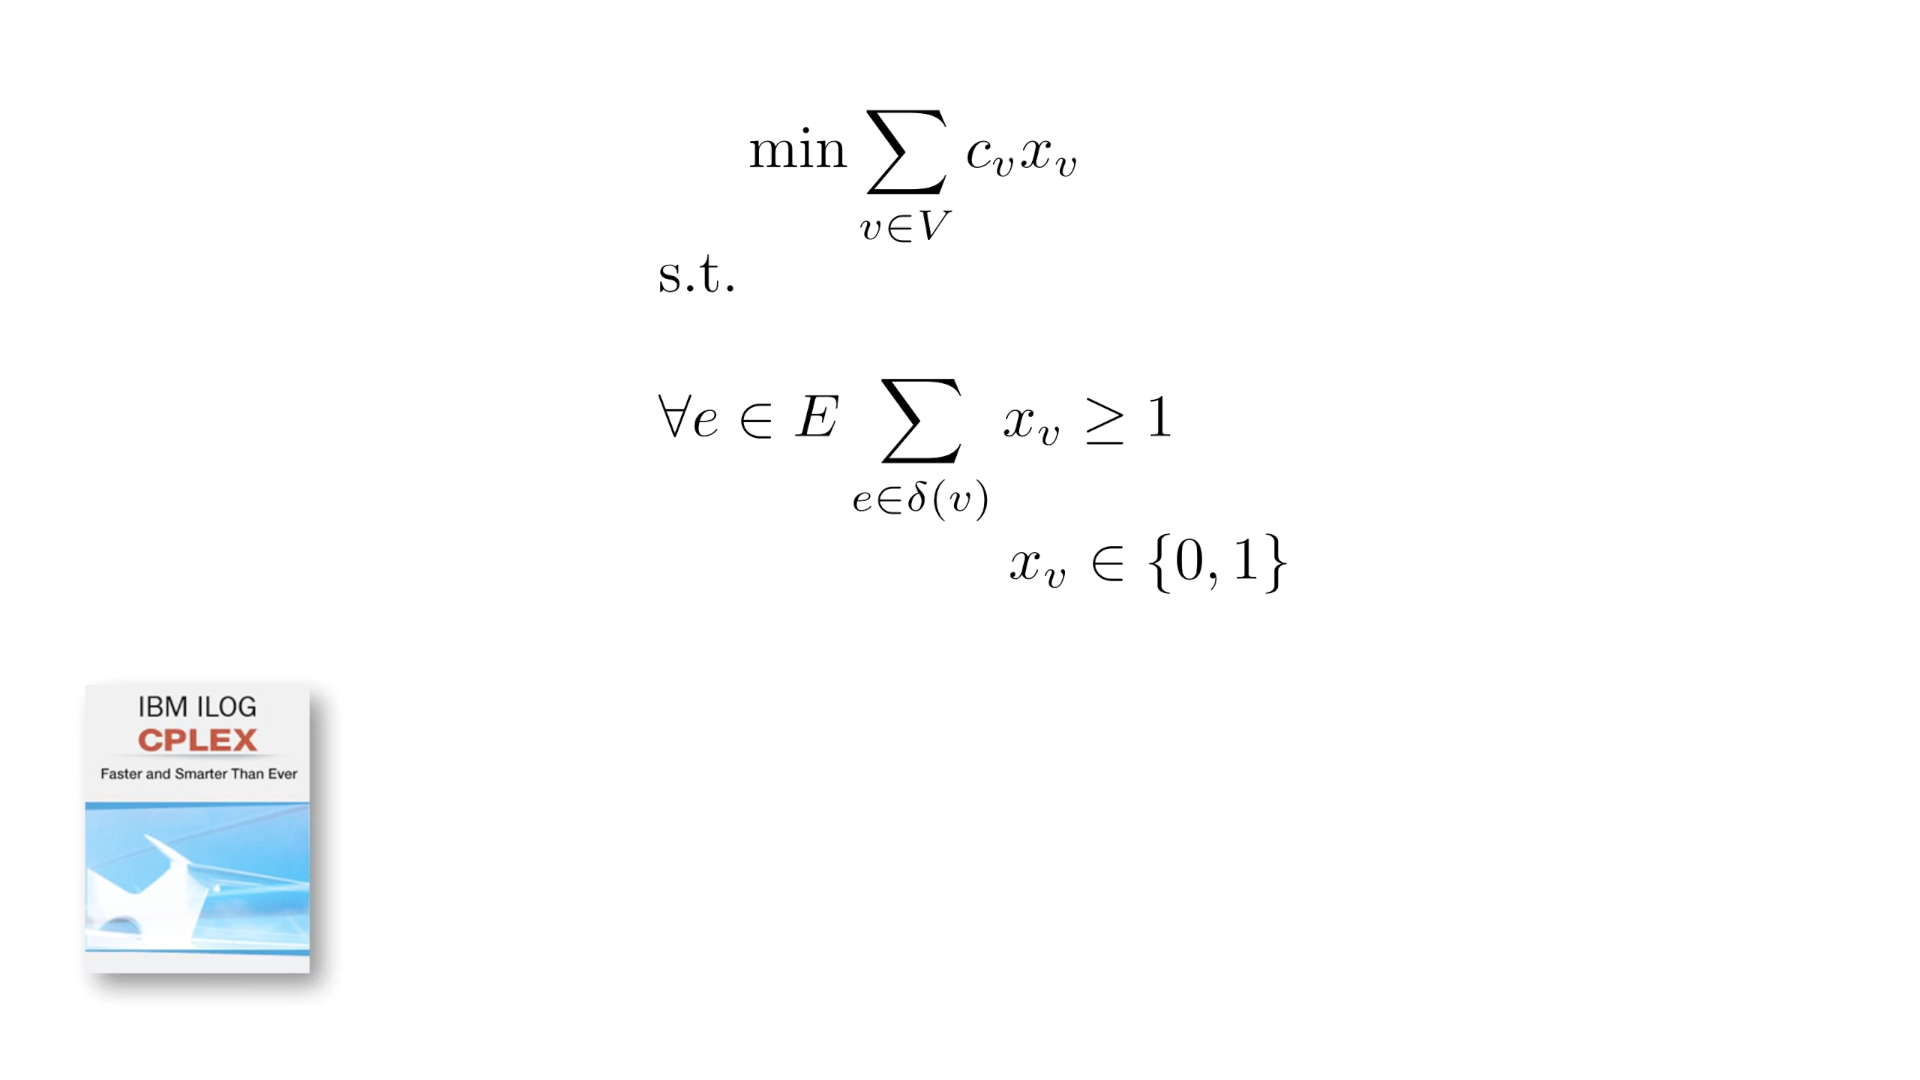 min ∑ c_v x_v
v∈V
s.t.
∀e ∈ E ∑ x_v ≥ 1
e∈δ(v)
x_v ∈ {0, 1}
IBM ILOG
CPLEX
Faster and Smarter Than Ever